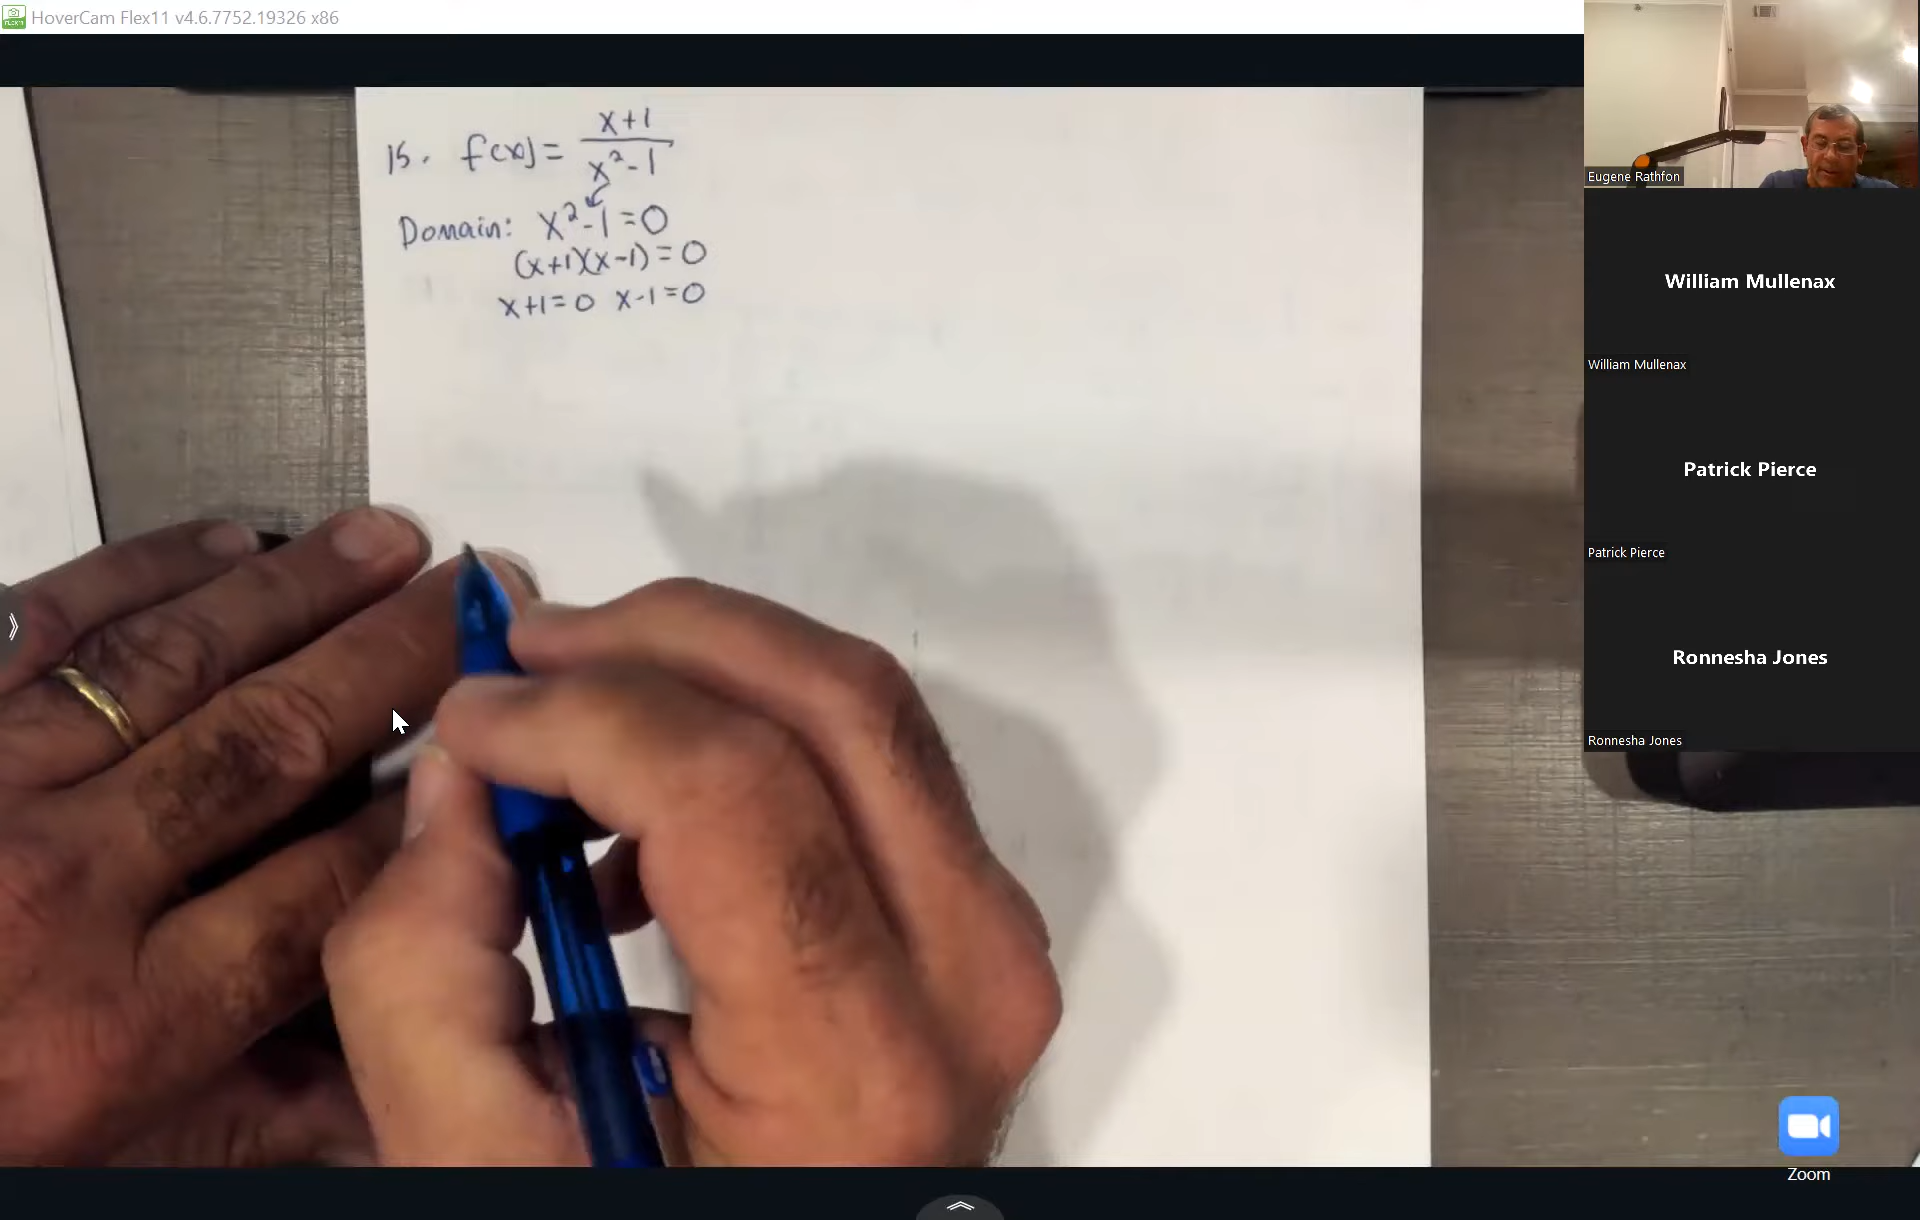 HoverCam Flex11 v4.6.7752.19326 x86
15. f(x) = x+1
x²-1
Domain: x²-1=0
(x+1)(x-1)=0
x+1=0 x-1=0
Eugene Rathfon
William Mullenax
William Mullenax
Patrick Pierce
Patrick Pierce
Ronnesha Jones
Ronnesha Jones
Zoom